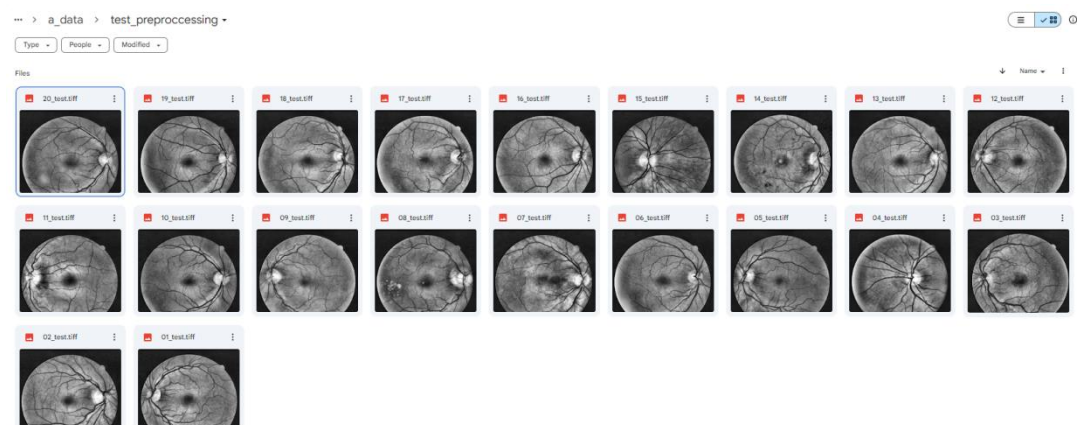 ... > a_data > test_preproccessing
Type People Modified
Files
Name
20_test.tiff 19_test.tiff 18_test.tiff 17_test.tiff 16_test.tiff 15_test.tiff 14_test.tiff 13_test.tiff 12_test.tiff
11_test.tiff 10_test.tiff 09_test.tiff 08_test.tiff 07_test.tiff 06_test.tiff 05_test.tiff 04_test.tiff 03_test.tiff
02_test.tiff 01_test.tiff